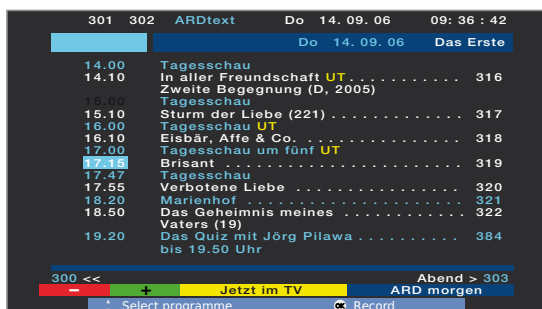 301 302 ARDtext Do 14. 09. 06 09: 36 : 42
Do 14. 09. 06 Das Erste
14.00 Tagesschau
14.10 In aller Freundschaft UT . . . . . . . . . . . 316
Zweite Begegnung (D, 2005)
15.00 Tagesschau
15.10 Sturm der Liebe (221) . . . . . . . . . . . . . 317
16.00 Tagesschau UT
16.10 Eisbär, Affe & Co. . . . . . . . . . . . . . . . 318
17.00 Tagesschau um fünf UT
17.15 Brisant . . . . . . . . . . . . . . . . . . . . . . 319
17.47 Tagesschau
17.55 Verbotene Liebe . . . . . . . . . . . . . . . . 320
18.20 Marienhof . . . . . . . . . . . . . . . . . . . . 321
18.50 Das Geheimnis meines . . . . . . . . . . . 322
Vaters (19)
19.20 Das Quiz mit Jörg Pilawa . . . . . . . . . 384
bis 19.50 Uhr
300 << Abend > 303
– + Jetzt im TV ARD morgen
Select programme OK Record